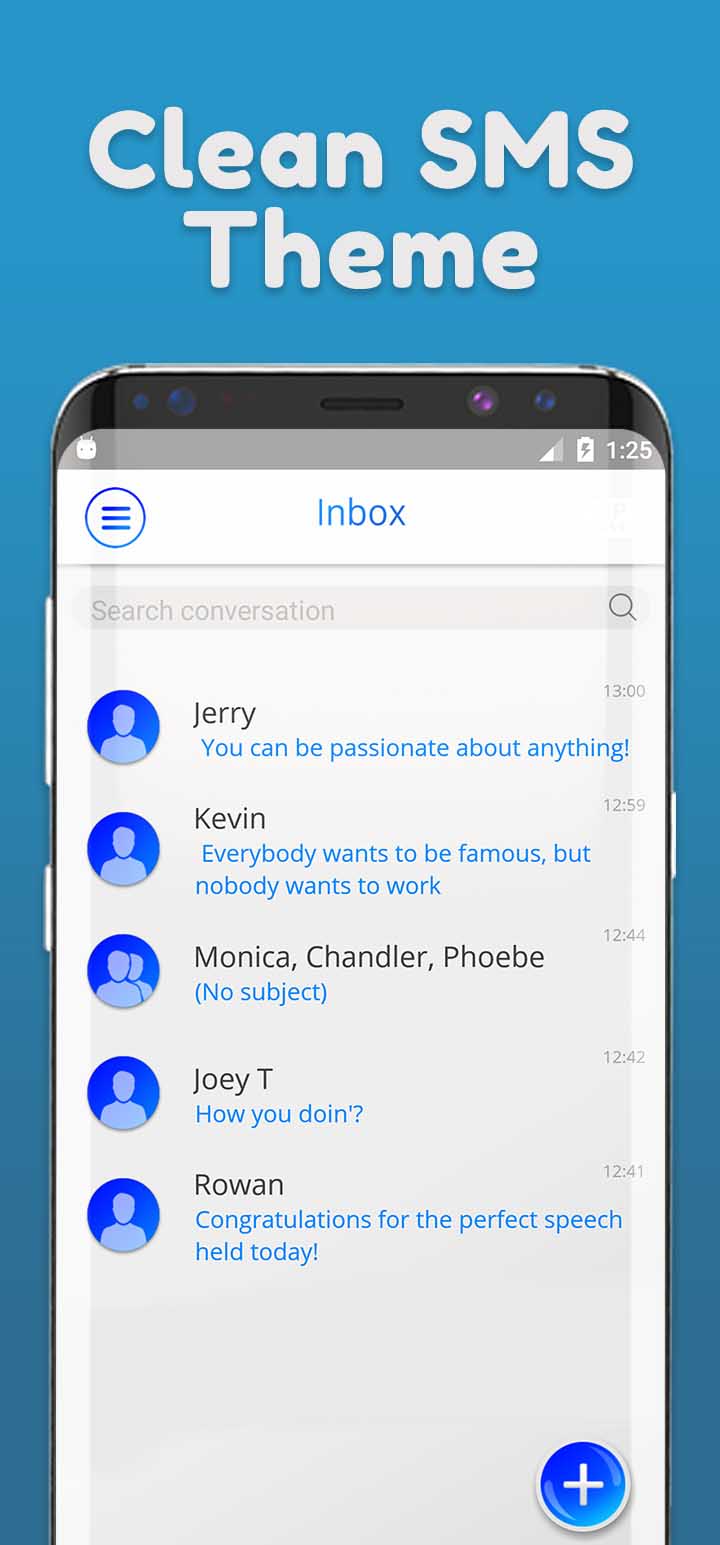 Clean SMS
Theme
1:25
Inbox
Search conversation
13:00
Jerry
You can be passionate about anything!
12:59
Kevin
Everybody wants to be famous, but
nobody wants to work
12:44
Monica, Chandler, Phoebe
(No subject)
12:42
Joey T
How you doin'?
12:41
Rowan
Congratulations for the perfect speech
held today!